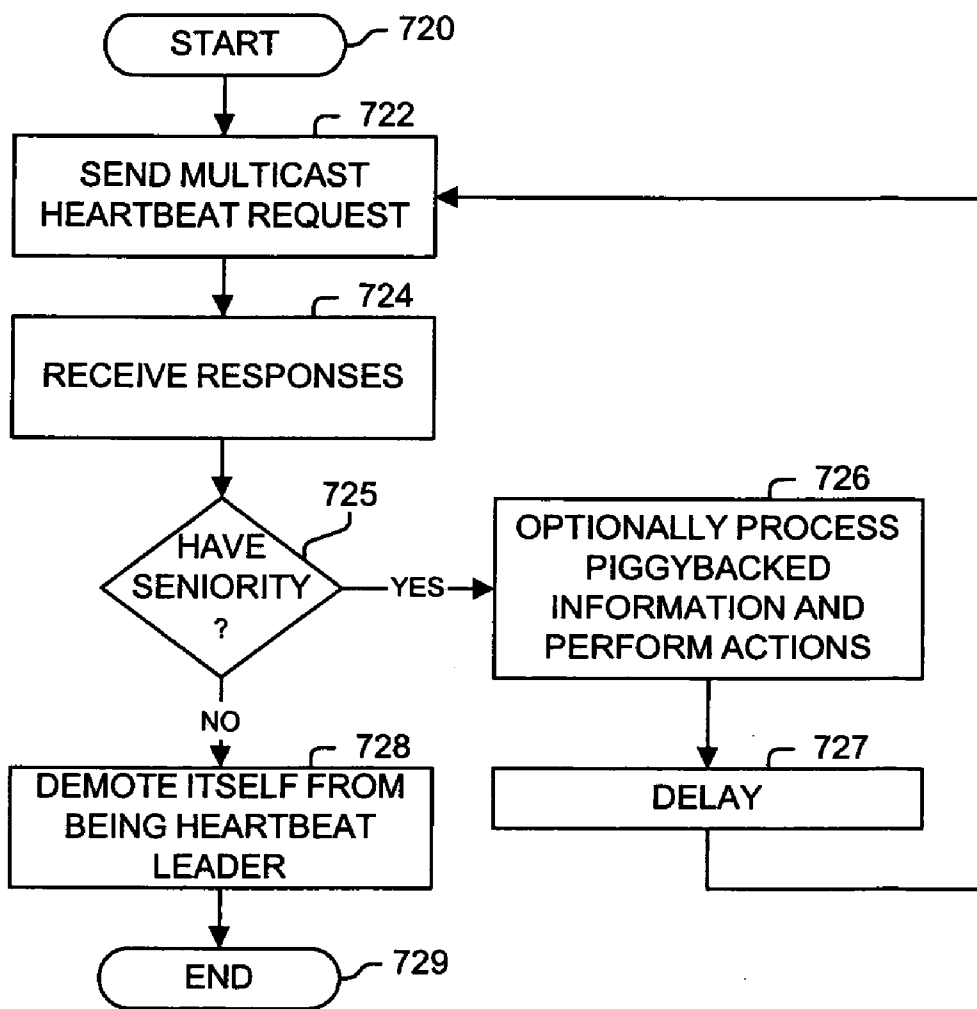 START
720
722
SEND MULTICAST
HEARTBEAT REQUEST
724
RECEIVE RESPONSES
725
HAVE
SENIORITY
?
YES
726
OPTIONALLY PROCESS
PIGGYBACKED
INFORMATION AND
PERFORM ACTIONS
NO
727
DELAY
728
DEMOTE ITSELF FROM
BEING HEARTBEAT
LEADER
END
729